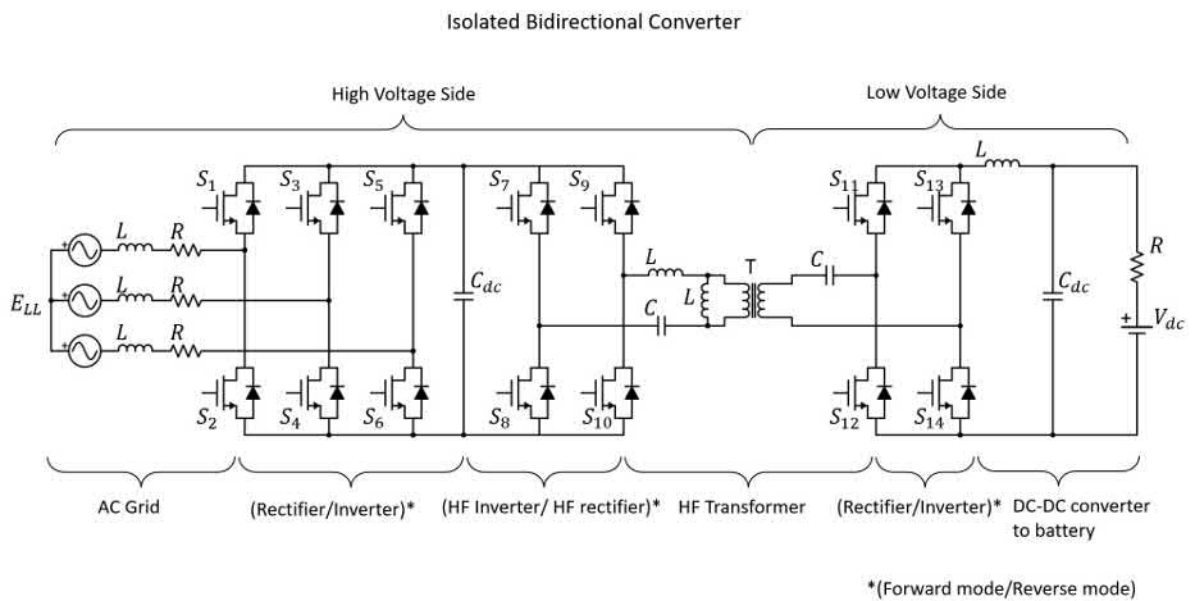 Isolated Bidirectional Converter
High Voltage Side
Low Voltage Side
L
S₁ S₃ S₅ S₇ S₉ S₁₁ S₁₃
L R
L R
L R
E_LL
C_dc
L
L
C
T
C
C_dc
R
+ V_dc
S₂ S₄ S₆ S₈ S₁₀ S₁₂ S₁₄
AC Grid
(Rectifier/Inverter)*
(HF Inverter/ HF rectifier)*
HF Transformer
(Rectifier/Inverter)*
DC-DC converter
to battery
*(Forward mode/Reverse mode)